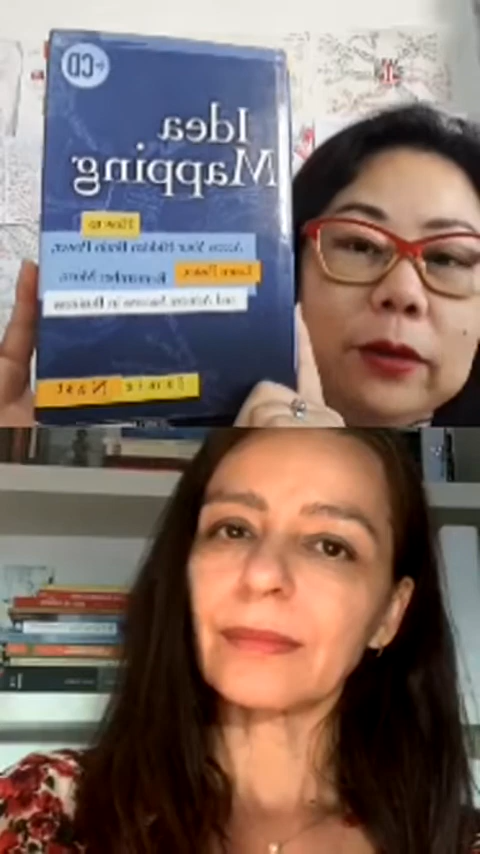 +CD
Idea
Mapping
How to
Access Your Hidden Brain Power,
Learn Faster,
Remember More,
and Achieve Success in Business
Jamie Nast